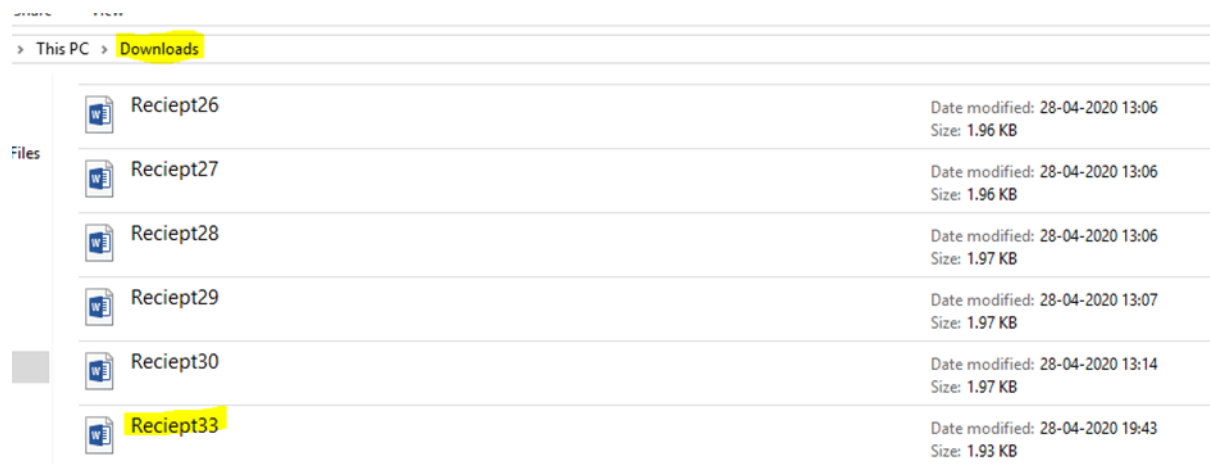 > This PC > Downloads
Reciept26
Date modified: 28-04-2020 13:06
Size: 1.96 KB
Files
Reciept27
Date modified: 28-04-2020 13:06
Size: 1.96 KB
Reciept28
Date modified: 28-04-2020 13:06
Size: 1.97 KB
Reciept29
Date modified: 28-04-2020 13:07
Size: 1.97 KB
Reciept30
Date modified: 28-04-2020 13:14
Size: 1.97 KB
Reciept33
Date modified: 28-04-2020 19:43
Size: 1.93 KB